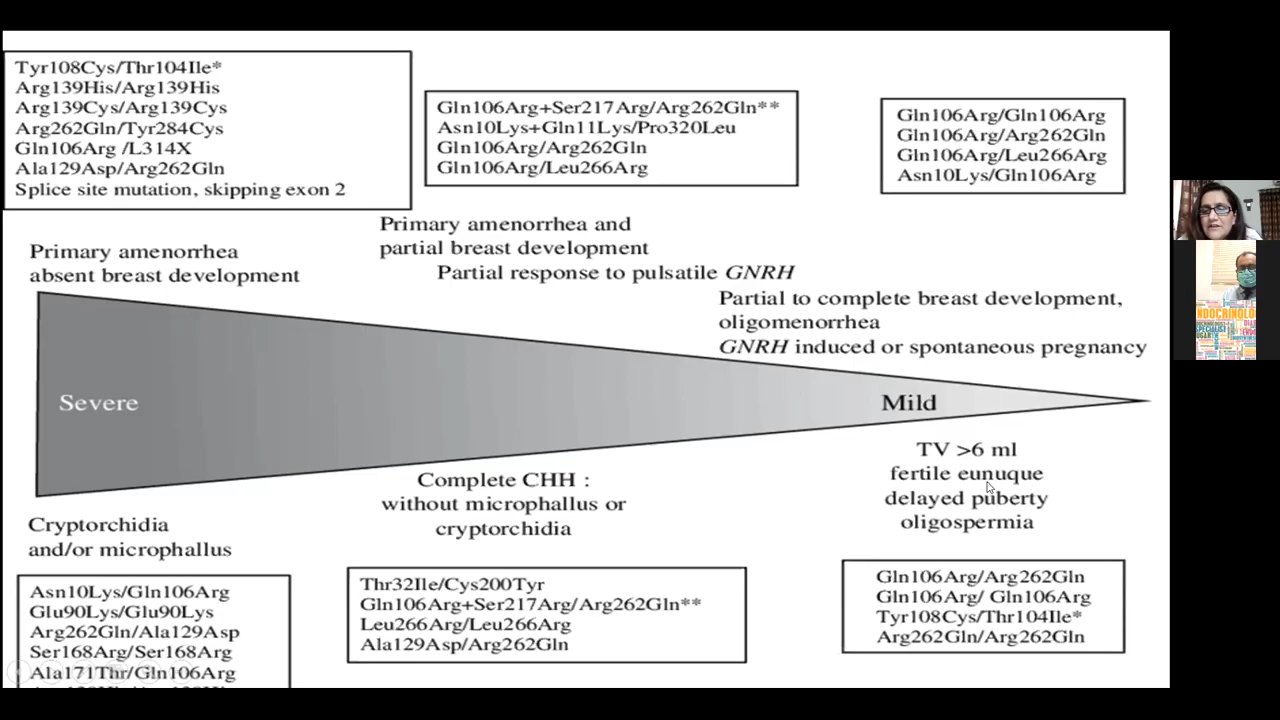 Tyr108Cys/Thr104Ile*
Arg139His/Arg139His
Arg139Cys/Arg139Cys
Arg262Gln/Tyr284Cys
Gln106Arg /L314X
Ala129Asp/Arg262Gln
Splice site mutation, skipping exon 2
Gln106Arg+Ser217Arg/Arg262Gln**
Asn10Lys+Gln11Lys/Pro320Leu
Gln106Arg/Arg262Gln
Gln106Arg/Leu266Arg
Gln106Arg/Gln106Arg
Gln106Arg/Arg262Gln
Gln106Arg/Leu266Arg
Asn10Lys/Gln106Arg
Primary amenorrhea
absent breast development
Primary amenorrhea and
partial breast development
Partial response to pulsatile GNRH
Partial to complete breast development,
oligomenorrhea
GNRH induced or spontaneous pregnancy
Severe
Mild
Cryptorchidia
and/or microphallus
Complete CHH :
without microphallus or
cryptorchidia
TV >6 ml
fertile eunuque
delayed puberty
oligospermia
Asn10Lys/Gln106Arg
Glu90Lys/Glu90Lys
Arg262Gln/Ala129Asp
Ser168Arg/Ser168Arg
Ala171Thr/Gln106Arg
Thr32Ile/Cys200Tyr
Gln106Arg+Ser217Arg/Arg262Gln**
Leu266Arg/Leu266Arg
Ala129Asp/Arg262Gln
Gln106Arg/Arg262Gln
Gln106Arg/ Gln106Arg
Tyr108Cys/Thr104Ile*
Arg262Gln/Arg262Gln